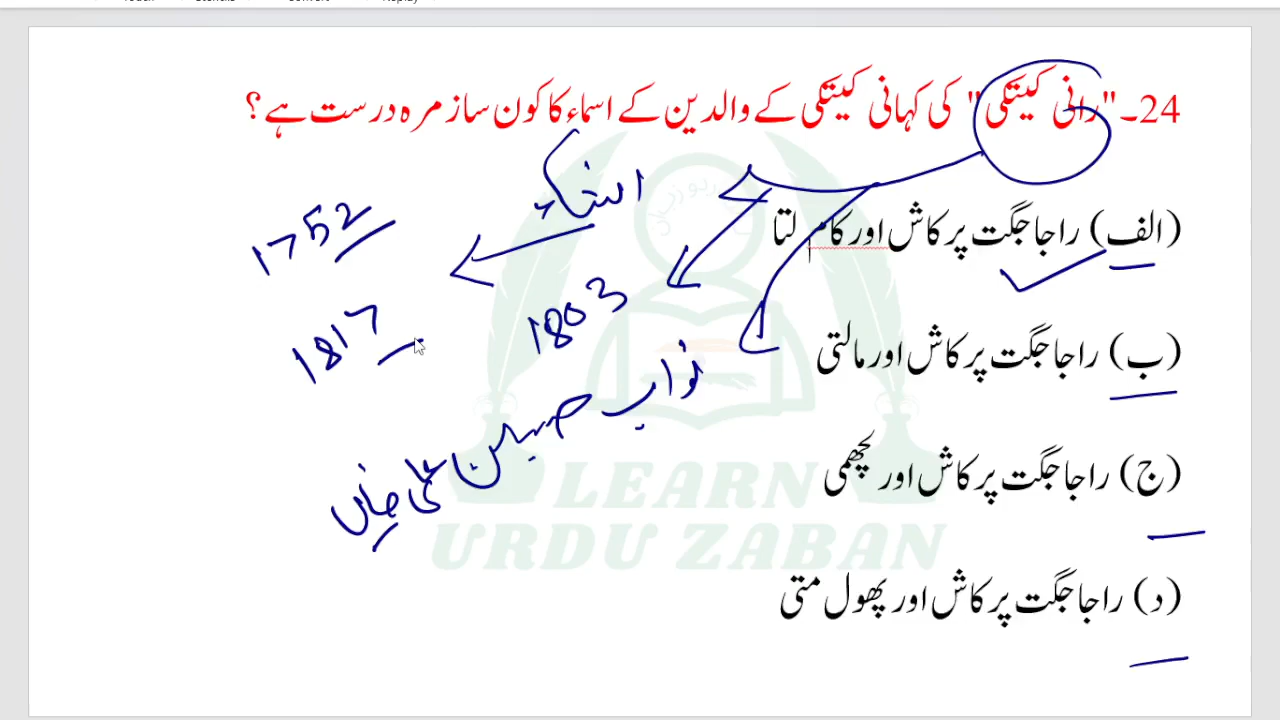 24۔ "رانی کیتکی" کی کہانی کیتکی کے والدین کے اسماء کا کون سا زمرہ درست ہے؟
انشاء
1752
(الف) راجا جگت پرکاش اور کام لتا
1803
1817
(ب) راجا جگت پرکاش اور مالتی
نواب حسین علی خاں
(ج) راجا جگت پرکاش اور لچھمی
LEARN
URDU ZABAN
(د) راجا جگت پرکاش اور پھول متی